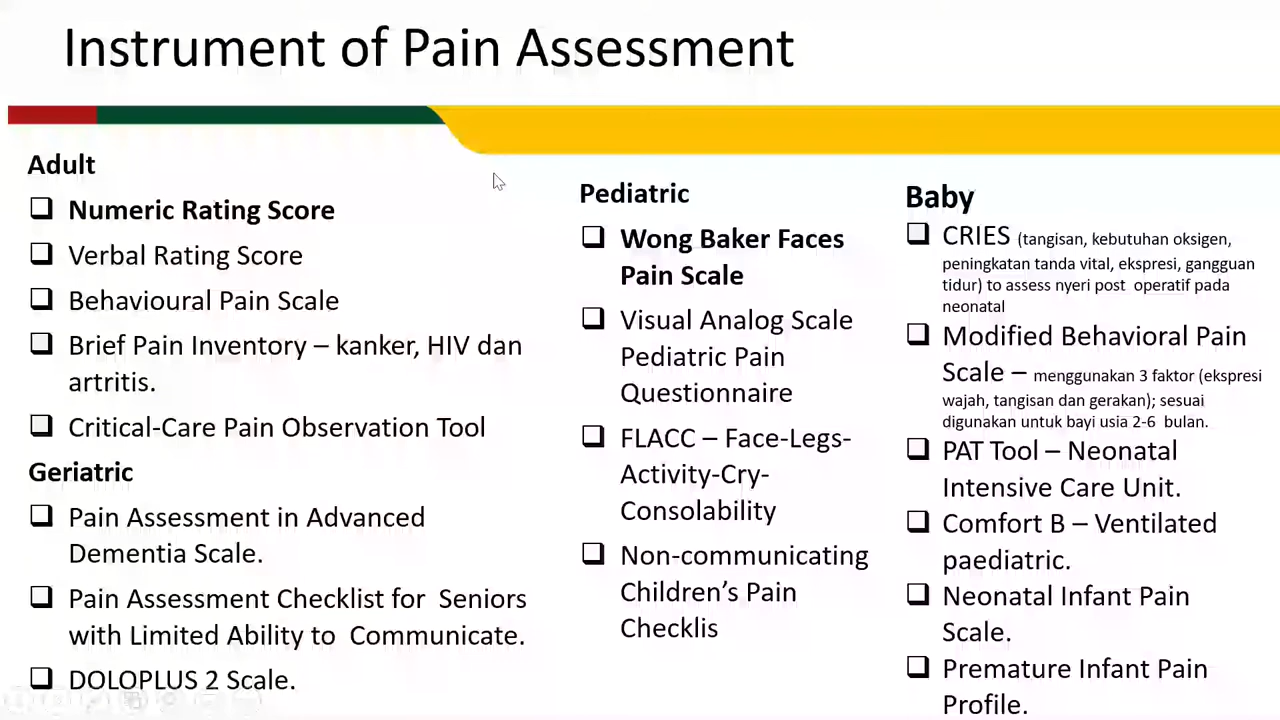 Instrument of Pain Assessment
Adult
Numeric Rating Score
Verbal Rating Score
Behavioural Pain Scale
Brief Pain Inventory – kanker, HIV dan
artritis.
Critical-Care Pain Observation Tool
Geriatric
Pain Assessment in Advanced
Dementia Scale.
Pain Assessment Checklist for Seniors
with Limited Ability to Communicate.
DOLOPLUS 2 Scale.
Pediatric
Wong Baker Faces
Pain Scale
Visual Analog Scale
Pediatric Pain
Questionnaire
FLACC – Face-Legs-
Activity-Cry-
Consolability
Non-communicating
Children’s Pain
Checklis
Baby
CRIES (tangisan, kebutuhan oksigen,
peningkatan tanda vital, ekspresi, gangguan
tidur) to assess nyeri post operatif pada
neonatal
Modified Behavioral Pain
Scale – menggunakan 3 faktor (ekspresi
wajah, tangisan dan gerakan); sesuai
digunakan untuk bayi usia 2-6 bulan.
PAT Tool – Neonatal
Intensive Care Unit.
Comfort B – Ventilated
paediatric.
Neonatal Infant Pain
Scale.
Premature Infant Pain
Profile.